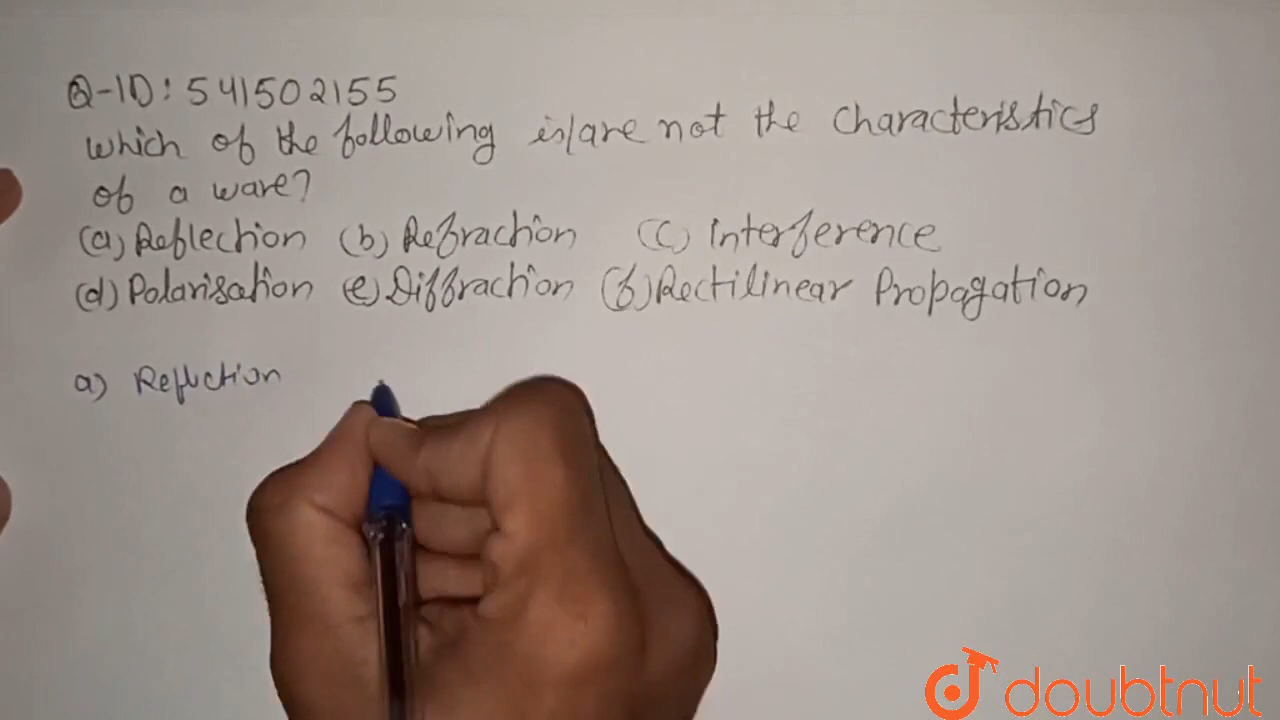 Q-ID: 541502155
which of the following is/are not the characteristics
of a wave?
(a) Reflection (b) Refraction (c) Interference
(d) Polarisation (e) Diffraction (f) Rectilinear Propagation
a) Reflection
doubtnut